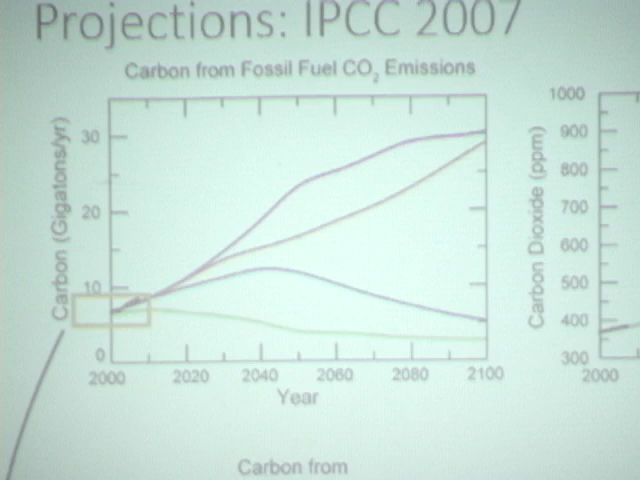 Projections: IPCC 2007
Carbon from Fossil Fuel CO2 Emissions
Carbon (Gigatons/yr)
30
20
10
0
2000 2020 2040 2060 2080 2100
Year
Carbon Dioxide (ppm)
1000
900
800
700
600
500
400
300
2000
Carbon from